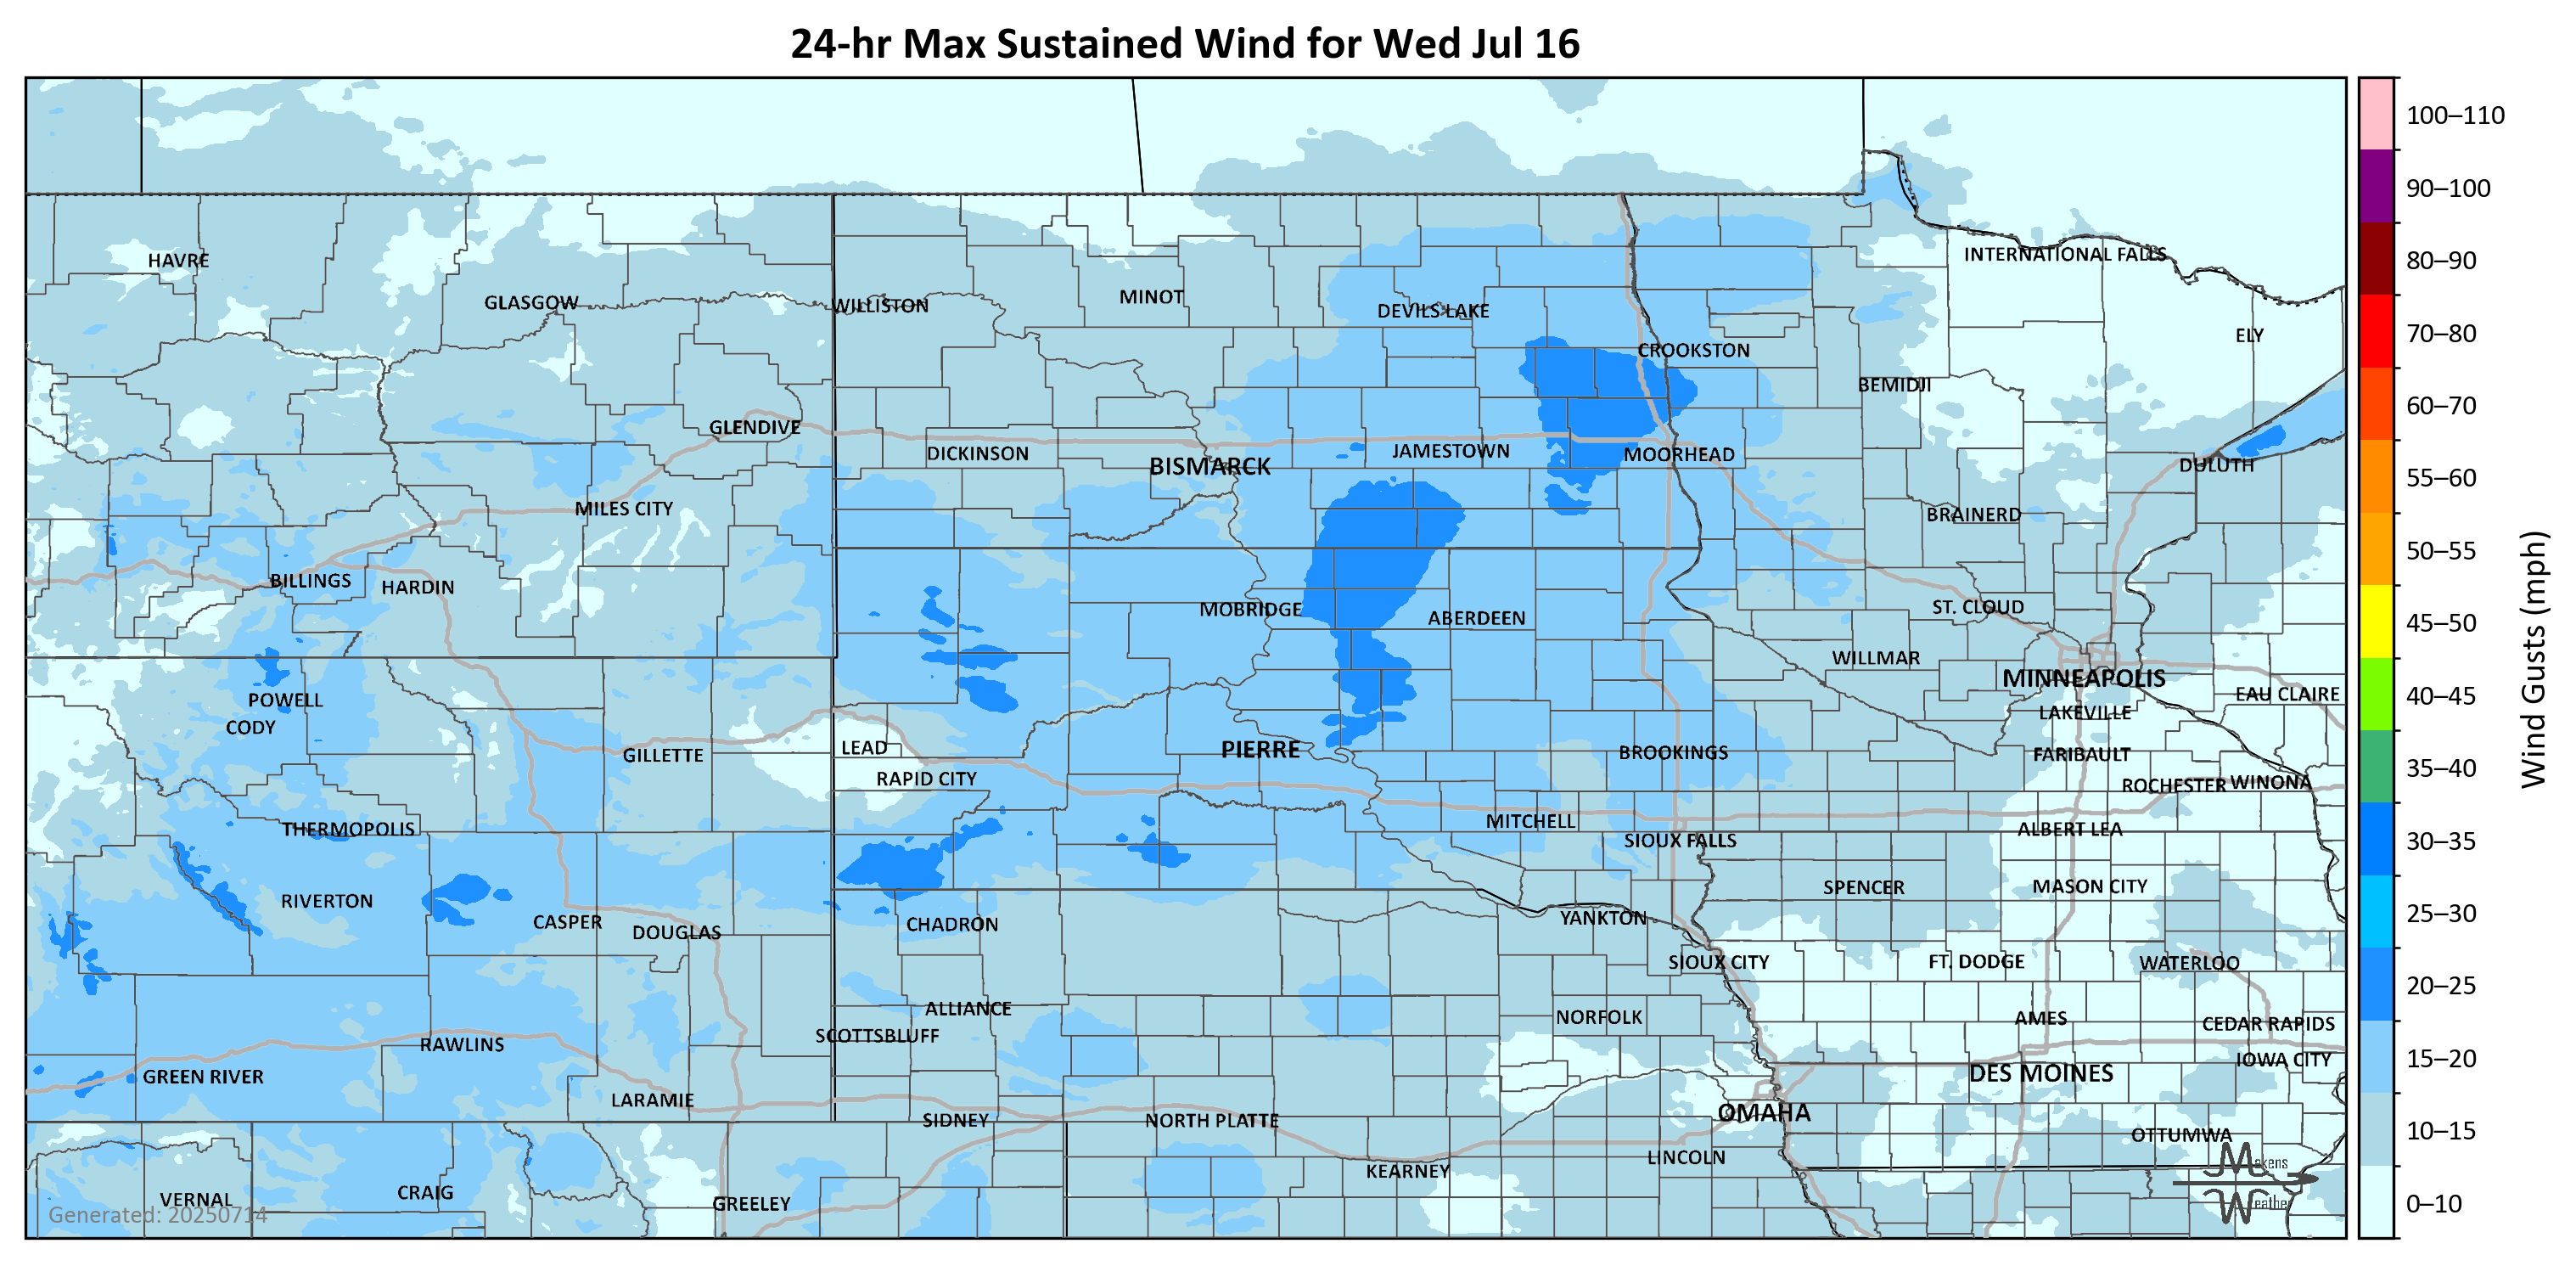 24-hr Max Sustained Wind for Wed Jul 16
100–110
90–100
INTERNATIONAL FALLS
HAVRE
80–90
MINOT
GLASGOW
WILLISTON
DEVILS LAKE
70–80
ELY
CROOKSTON
BEMIDJI
60–70
GLENDIVE
DICKINSON
JAMESTOWN
MOORHEAD
BISMARCK
DULUTH
55–60
MILES CITY
BRAINERD
50–55
BILLINGS
HARDIN
MOBRIDGE
ABERDEEN
ST. CLOUD
45–50
WILLMAR
MINNEAPOLIS
POWELL
EAU CLAIRE
40–45
CODY
LAKEVILLE
GILLETTE
LEAD
PIERRE
BROOKINGS
FARIBAULT
35–40
Wind Gusts (mph)
RAPID CITY
ROCHESTER
WINONA
THERMOPOLIS
MITCHELL
ALBERT LEA
SIOUX FALLS
30–35
RIVERTON
SPENCER
MASON CITY
CASPER
DOUGLAS
CHADRON
YANKTON
25–30
SIOUX CITY
FT. DODGE
WATERLOO
20–25
ALLIANCE
NORFOLK
AMES
CEDAR RAPIDS
SCOTTSBLUFF
RAWLINS
IOWA CITY
15–20
GREEN RIVER
DES MOINES
LARAMIE
SIDNEY
NORTH PLATTE
OMAHA
OTTUMWA
10–15
KEARNEY
LINCOLN
Makens
VERNAL
CRAIG
GREELEY
Weather
0–10
Generated: 20250714